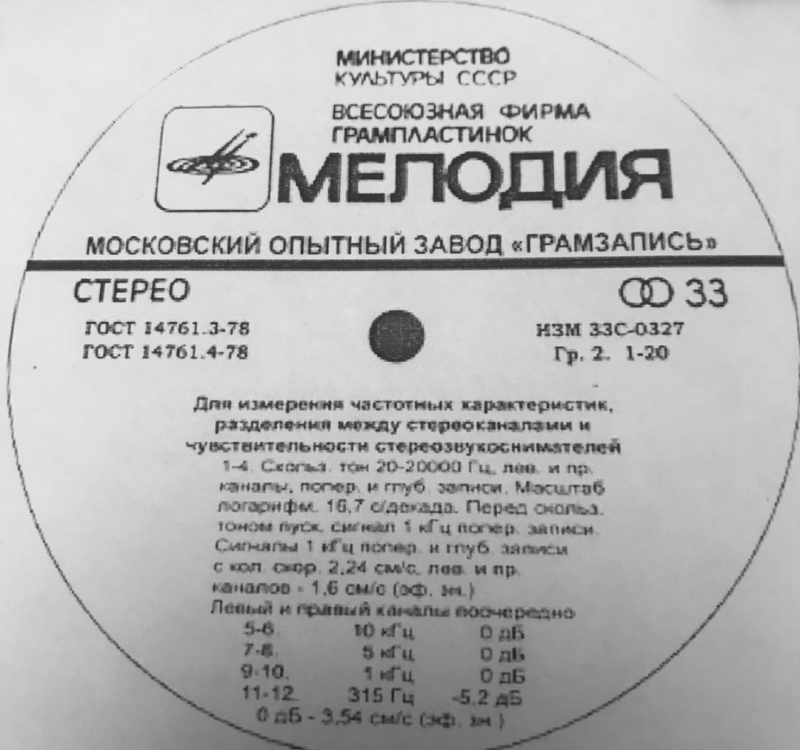 МИНИСТЕРСТВО
КУЛЬТУРЫ СССР
ВСЕСОЮЗНАЯ ФИРМА
ГРАМПЛАСТИНОК
МЕЛОДИЯ
МОСКОВСКИЙ ОПЫТНЫЙ ЗАВОД «ГРАМЗАПИСЬ»
СТЕРЕО 33
ГОСТ 14761.3-78 ИЗМ 33С-0327
ГОСТ 14761.4-78 Гр. 2. 1-20
Для измерения частотных характеристик,
разделения между стереоканалами и
чувствительности стереозвукоснимателей
1-4. Скольз. тон 20-20000 Гц, лев. и пр.
каналы, попер. и глуб. записи. Масштаб
логарифм. 16,7 с/декада. Перед скольз.
тоном пуск. сигнал 1 кГц попер. записи.
Сигналы 1 кГц попер. и глуб. записи
с кол. скор. 2,24 см/с, лев. и пр.
каналов - 1,6 см/с (эф. зн.)
Левый и правый каналы поочередно
5-6. 10 кГц 0 дБ
7-8. 5 кГц 0 дБ
9-10. 1 кГц 0 дБ
11-12. 315 Гц -5,2 дБ
0 дБ - 3,54 см/с (эф. зн.)